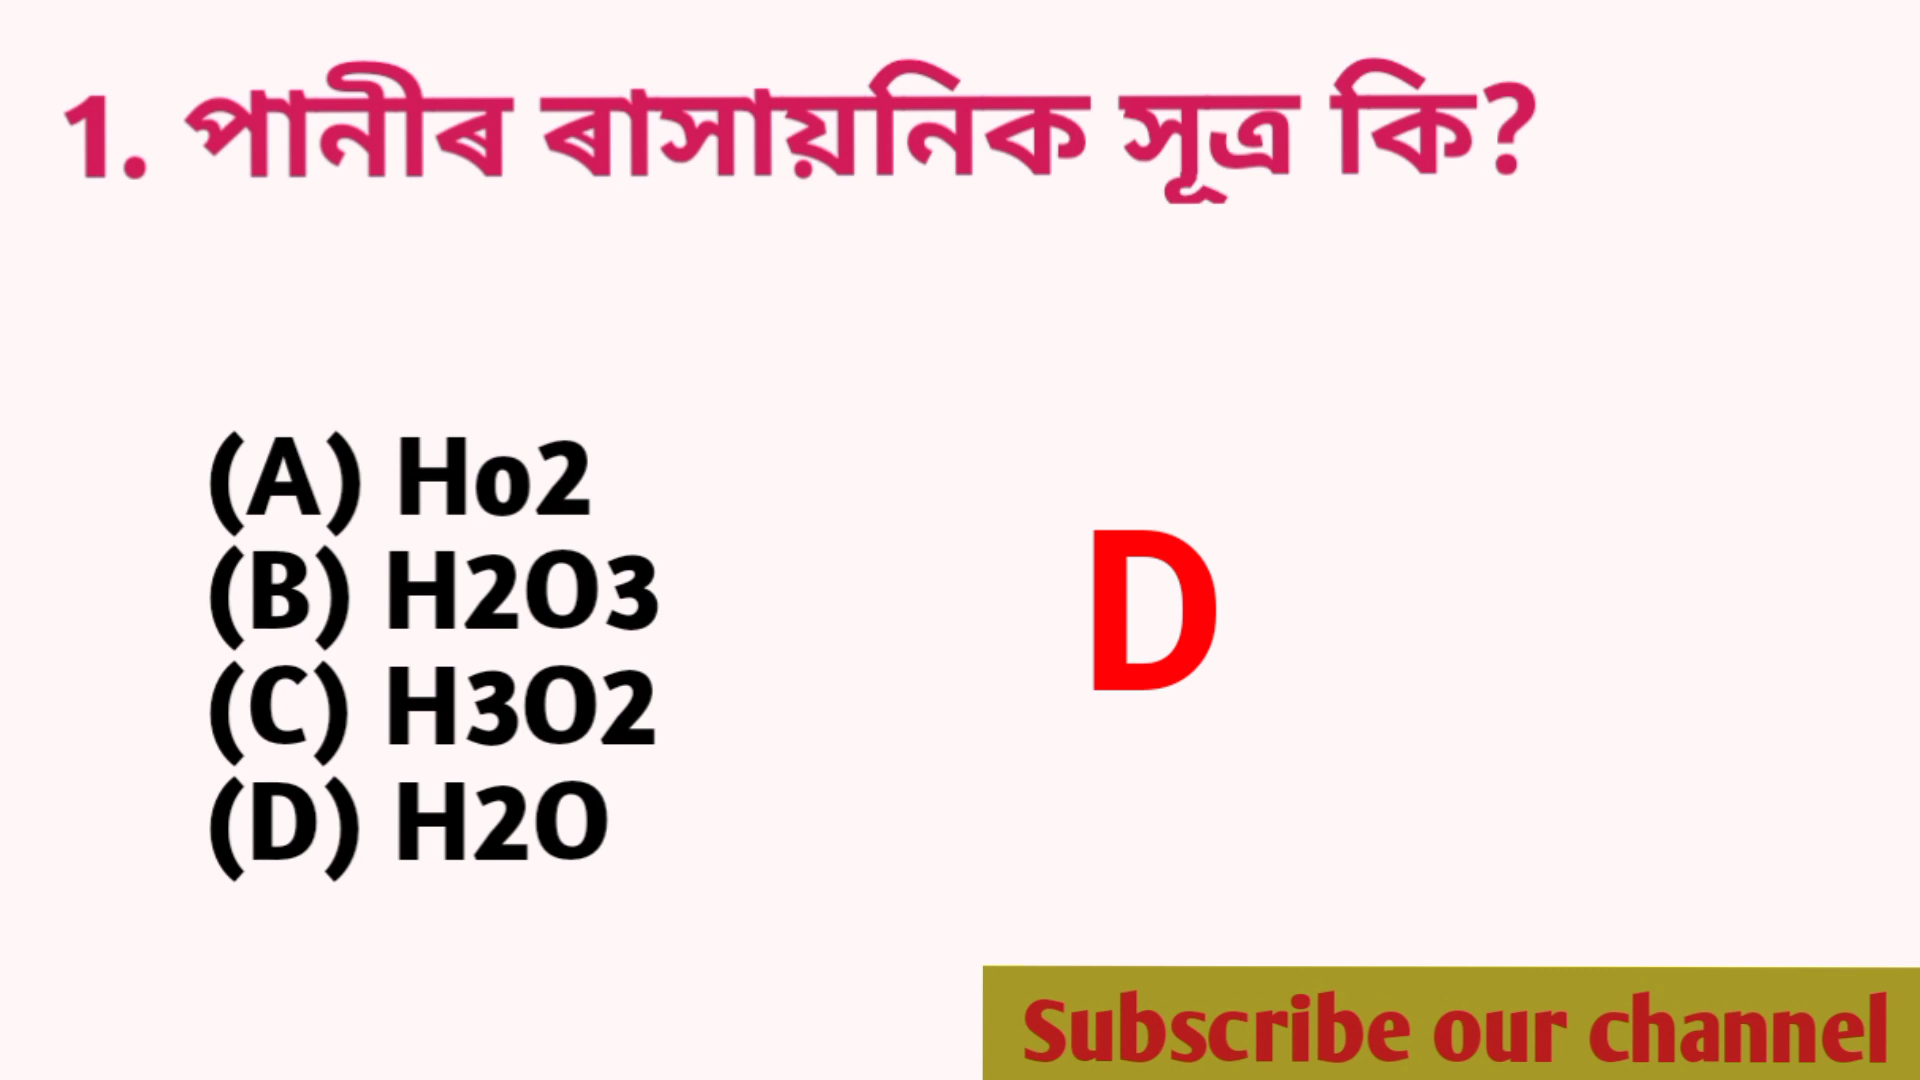 1. পানীৰ ৰাসায়নিক সূত্ৰ কি?
(A) Ho2
(B) H2O3
(C) H3O2
(D) H2O
D
Subscribe our channel